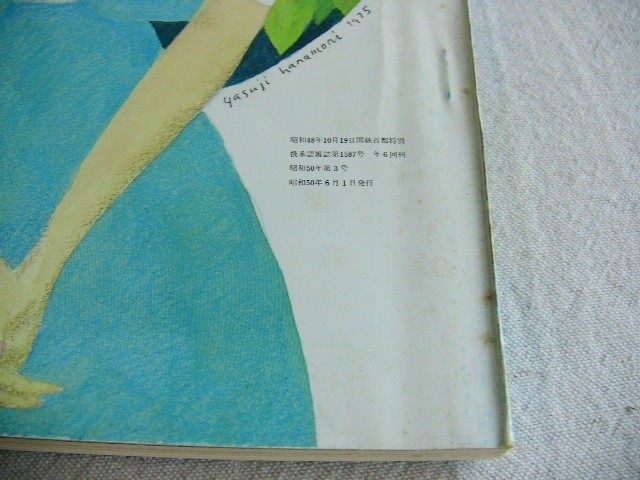 yasuji hanamori 1975
昭和48年10月19日国鉄首都特別
扱承認雑誌第1587号　年6回刊
昭和50年第3号
昭和50年6月1日発行